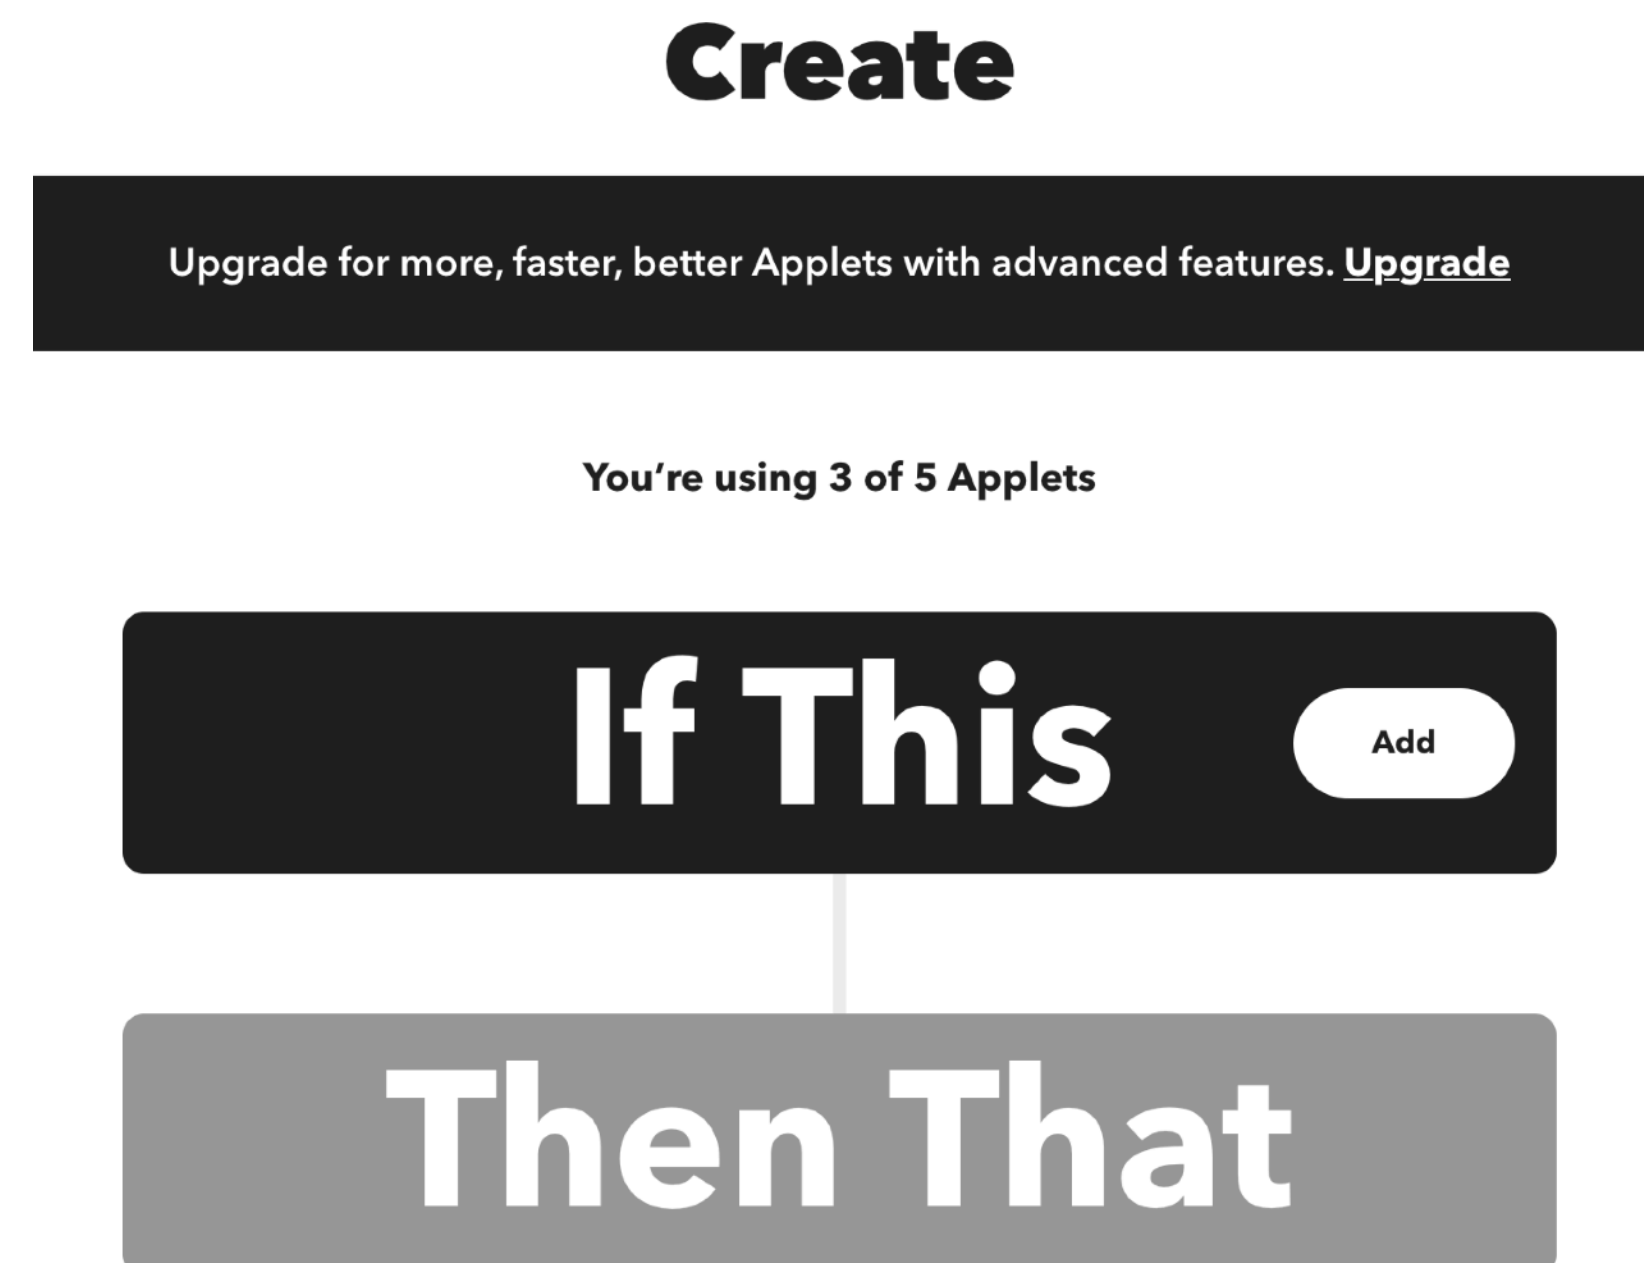 Create
Upgrade for more, faster, better Applets with advanced features. Upgrade
You’re using 3 of 5 Applets
If This
Add
Then That